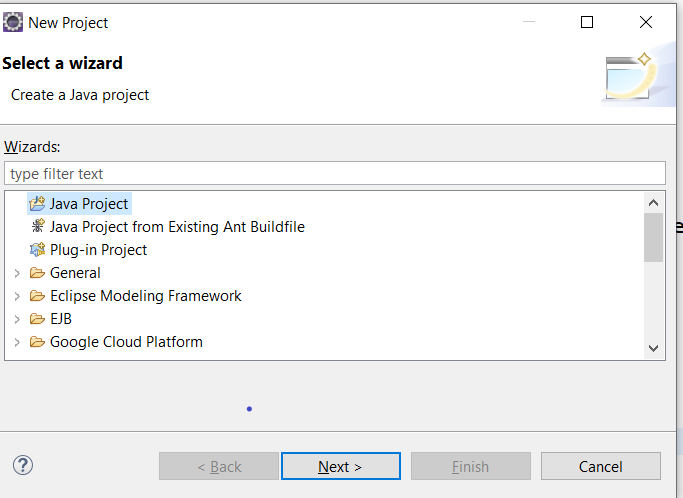 New Project
Select a wizard
Create a Java project
Wizards:
type filter text
Java Project
Java Project from Existing Ant Buildfile
Plug-in Project
General
Eclipse Modeling Framework
EJB
Google Cloud Platform
e
? < Back Next > Finish Cancel